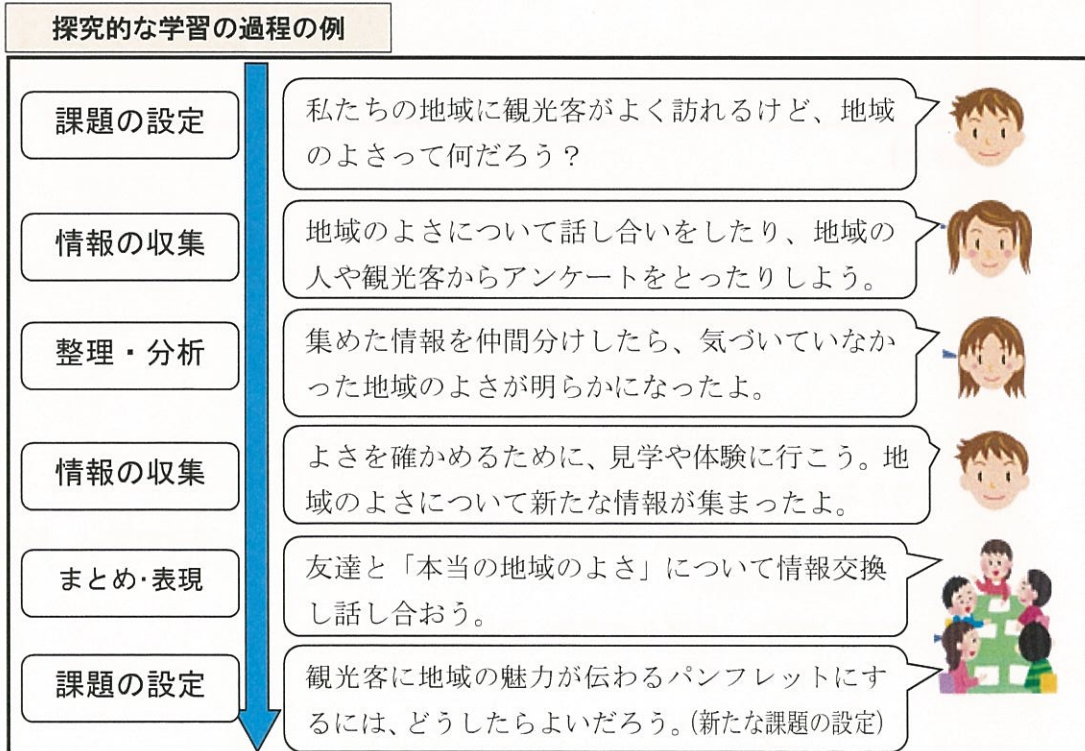 探究的な学習の過程の例
課題の設定
私たちの地域に観光客がよく訪れるけど、地域
のよさって何だろう？
情報の収集
地域のよさについて話し合いをしたり、地域の
人や観光客からアンケートをとったりしよう。
整理・分析
集めた情報を仲間分けしたら、気づいていなか
った地域のよさが明らかになったよ。
情報の収集
よさを確かめるために、見学や体験に行こう。地
域のよさについて新たな情報が集まったよ。
まとめ・表現
友達と「本当の地域のよさ」について情報交換
し話し合おう。
課題の設定
観光客に地域の魅力が伝わるパンフレットにす
るには、どうしたらよいだろう。(新たな課題の設定)